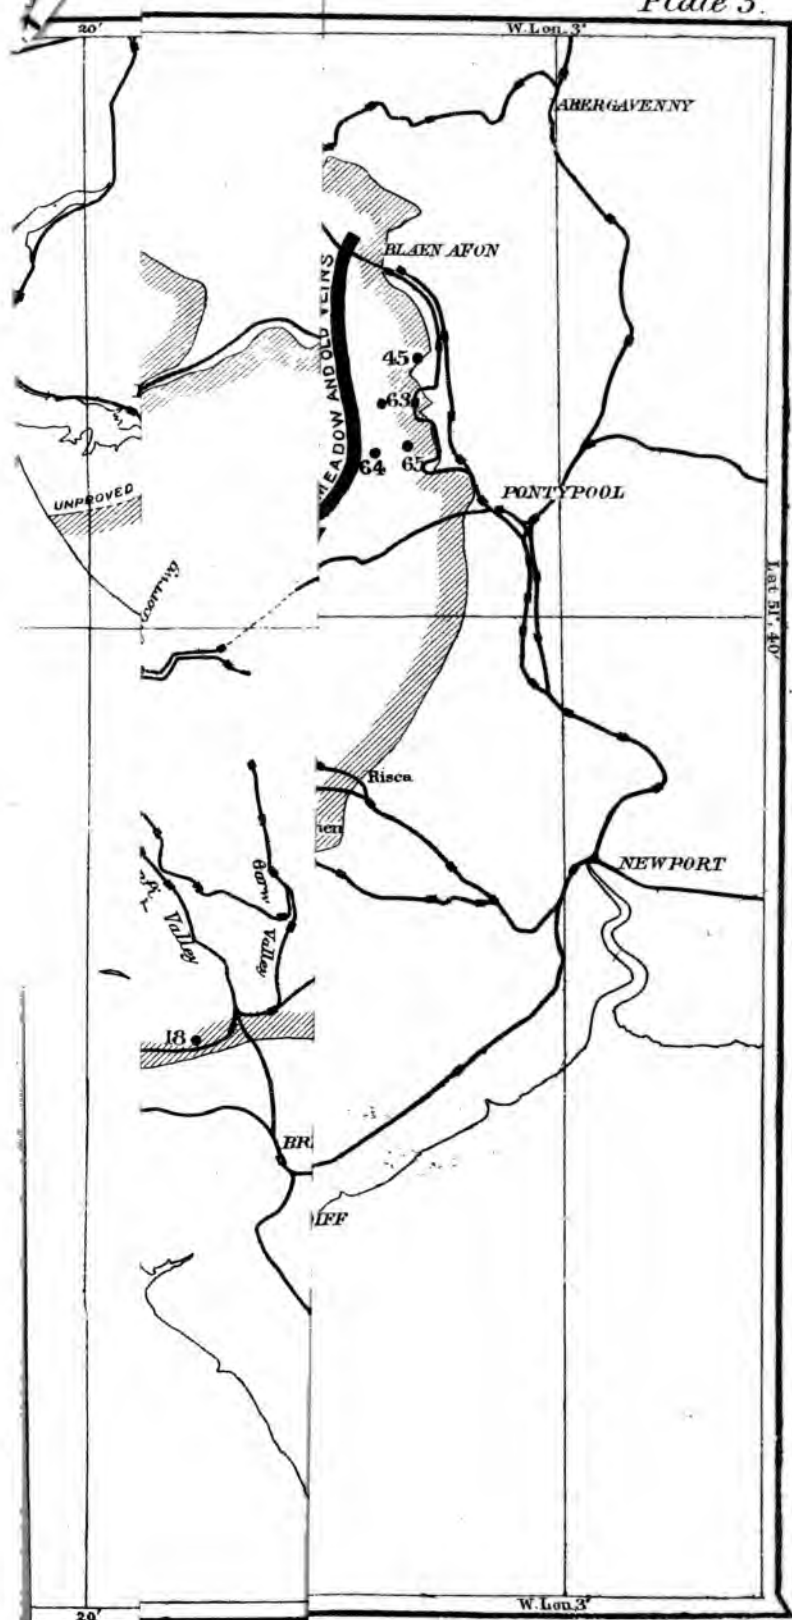 Plate 3.
20'
W. Lon. 3°
ABERGAVENNY
BLAEN AFON
MEADOW AND OLD VEINS
45
63
64
65
UNPROVED
PONTYPOOL
Lat 51°, 40'
Risca
NEWPORT
Garw
Valley
Valley
18
BR
IFF
20'
W. Lon. 3°